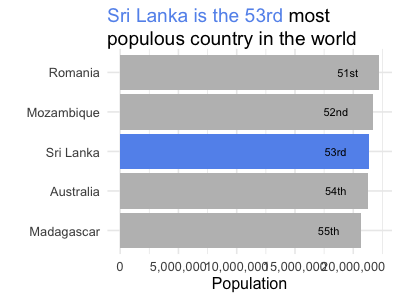 Sri Lanka is the 53rd most
populous country in the world
Romania 51st
Mozambique 52nd
Sri Lanka 53rd
Australia 54th
Madagascar 55th
0 5,000,000 10,000,000 15,000,000 20,000,000
Population